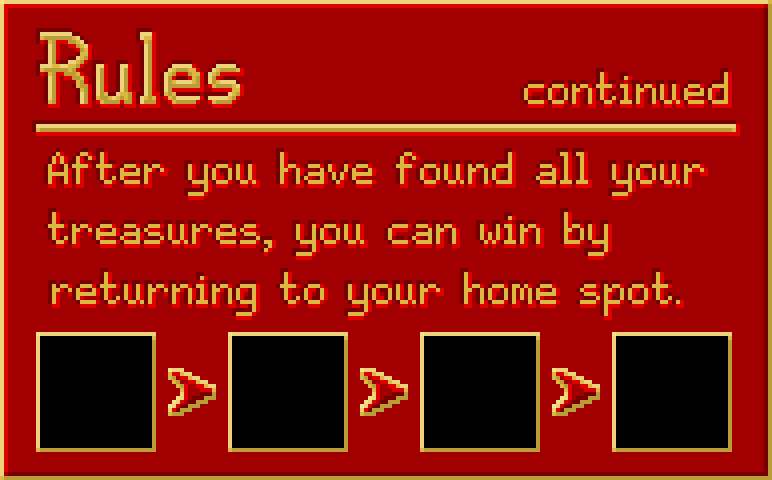 Rules
continued
After you have found all your
treasures, you can win by
returning to your home spot.